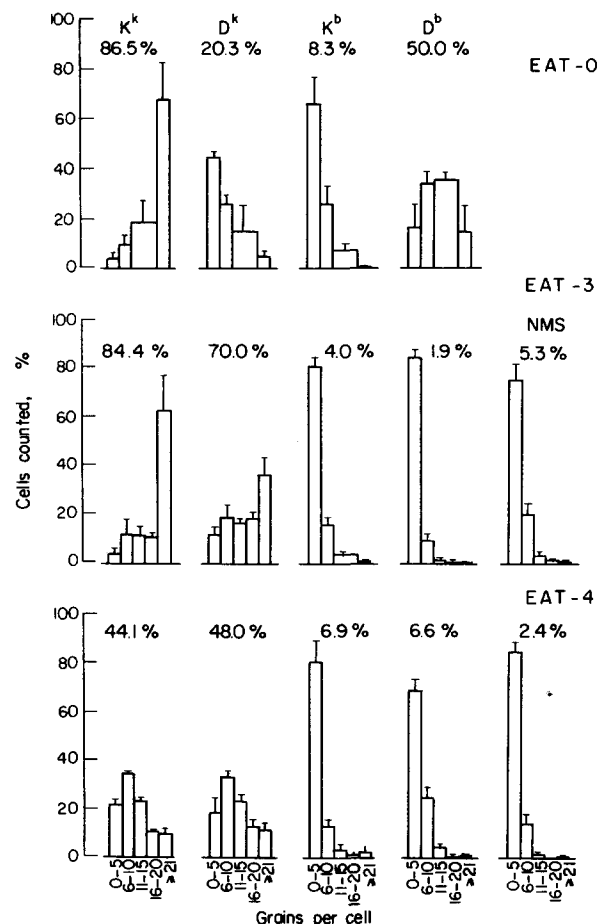 K^k D^k K^b D^b
86.5 % 20.3 % 8.3 % 50.0 %
EAT-0
100
80
60
40
20
0
EAT-3
NMS
84.4 % 70.0 % 4.0 % 1.9 % 5.3 %
100
80
60
40
20
0
Cells counted, %
EAT-4
44.1 % 48.0 % 6.9 % 6.6 % 2.4 %
100
80
60
40
20
0
0-5 6-10 11-15 16-20 ≥21 0-5 6-10 11-15 16-20 ≥21 0-5 6-10 11-15 16-20 ≥21 0-5 6-10 11-15 16-20 ≥21 0-5 6-10 11-15 16-20 ≥21
Grains per cell